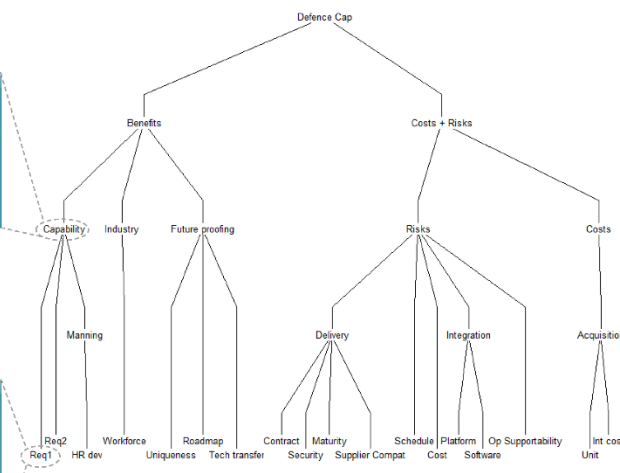 Defence Cap
Benefits
Costs + Risks
Capability
Industry
Future proofing
Risks
Costs
Manning
Delivery
Integration
Acquisitio
Req2
Workforce
Roadmap
Contract
Maturity
Schedule
Platform
Op Supportability
Int cos
Req1
HR dev
Uniqueness
Tech transfer
Security
Supplier Compat
Cost
Software
Unit